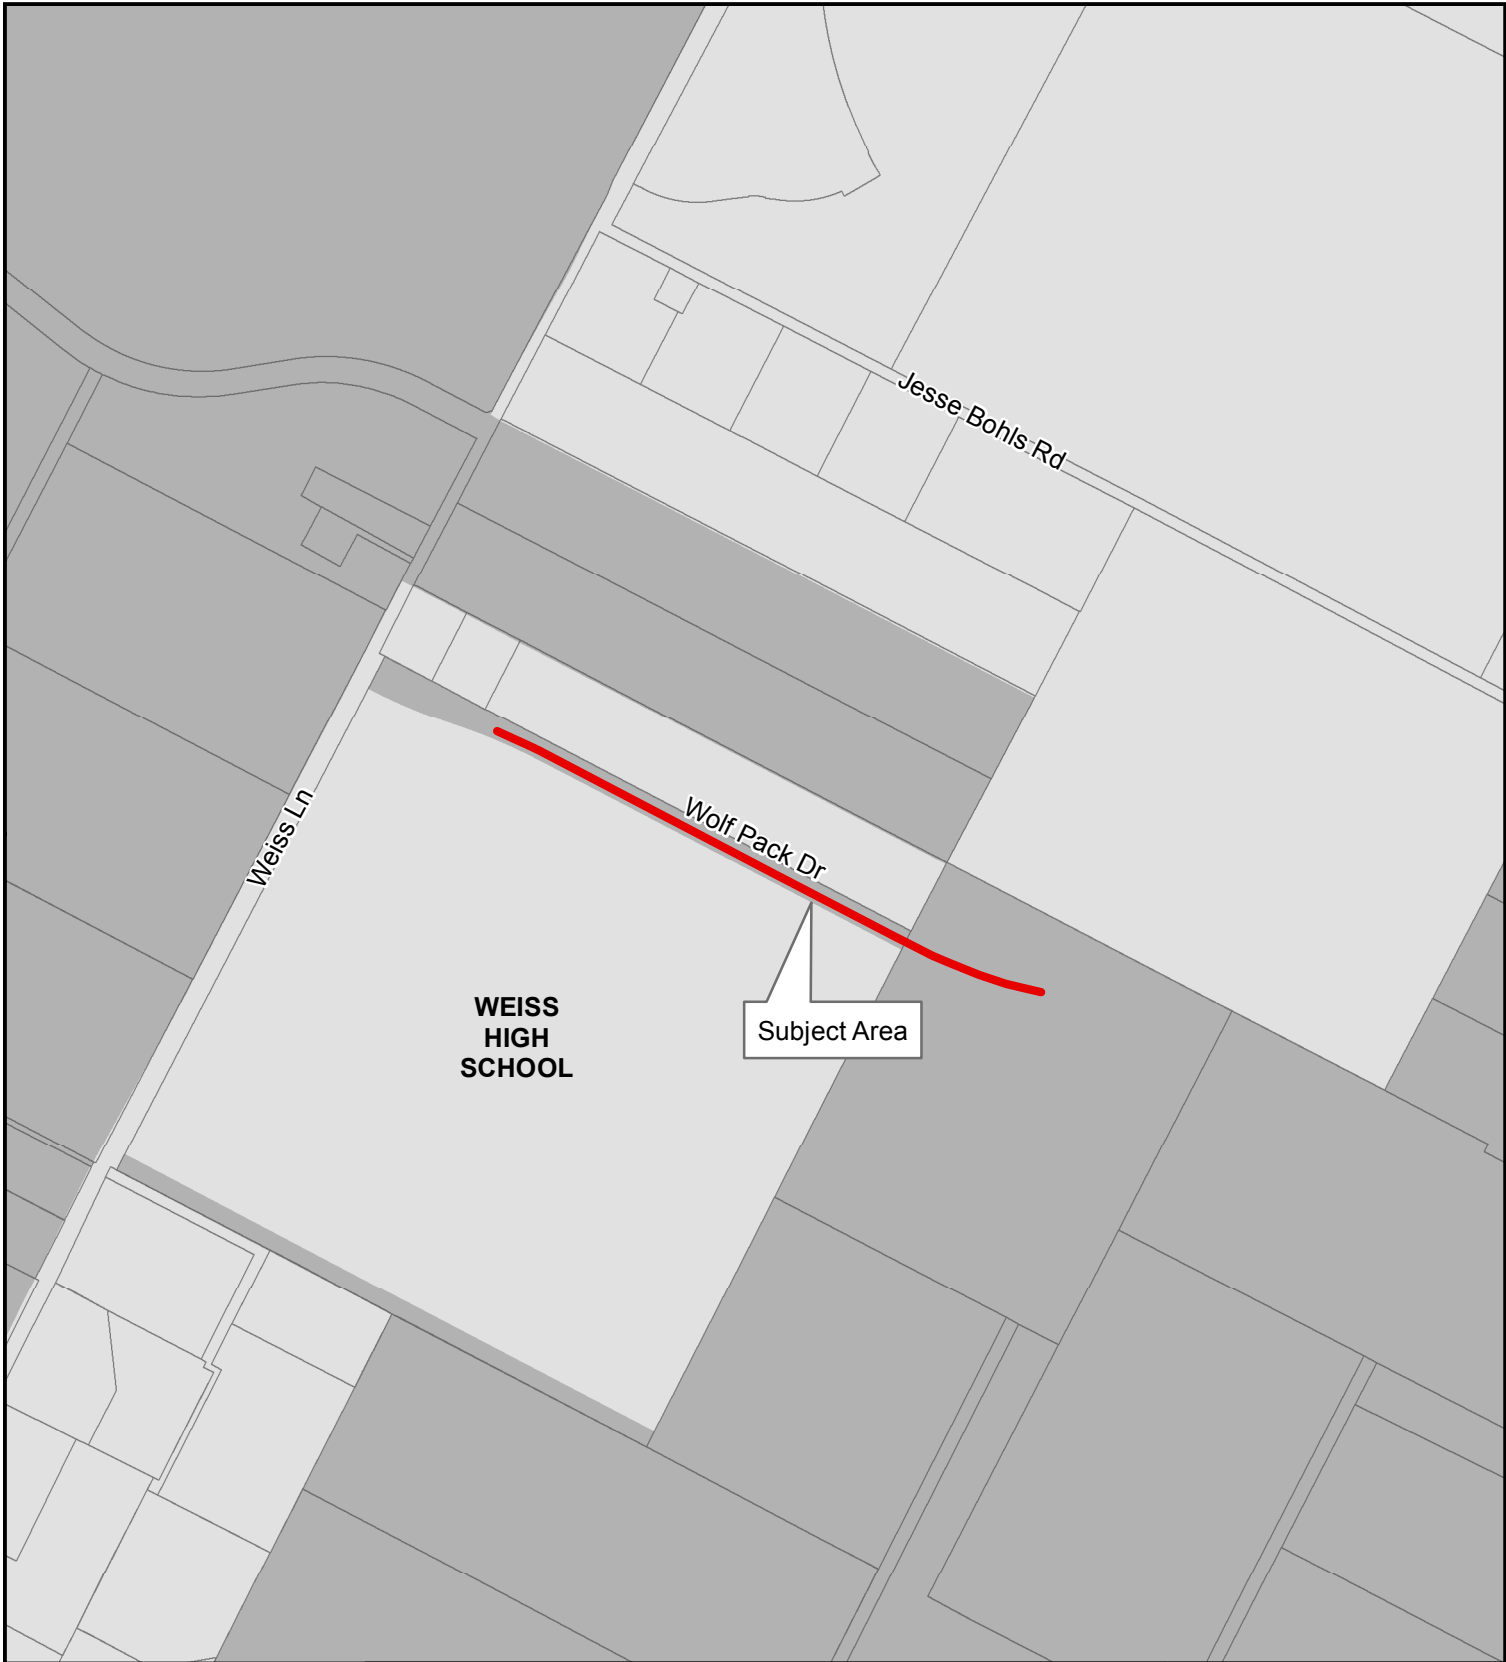 Jesse Bohls Rd
Wolf Pack Dr
Weiss Ln
WEISS
HIGH
SCHOOL
Subject Area